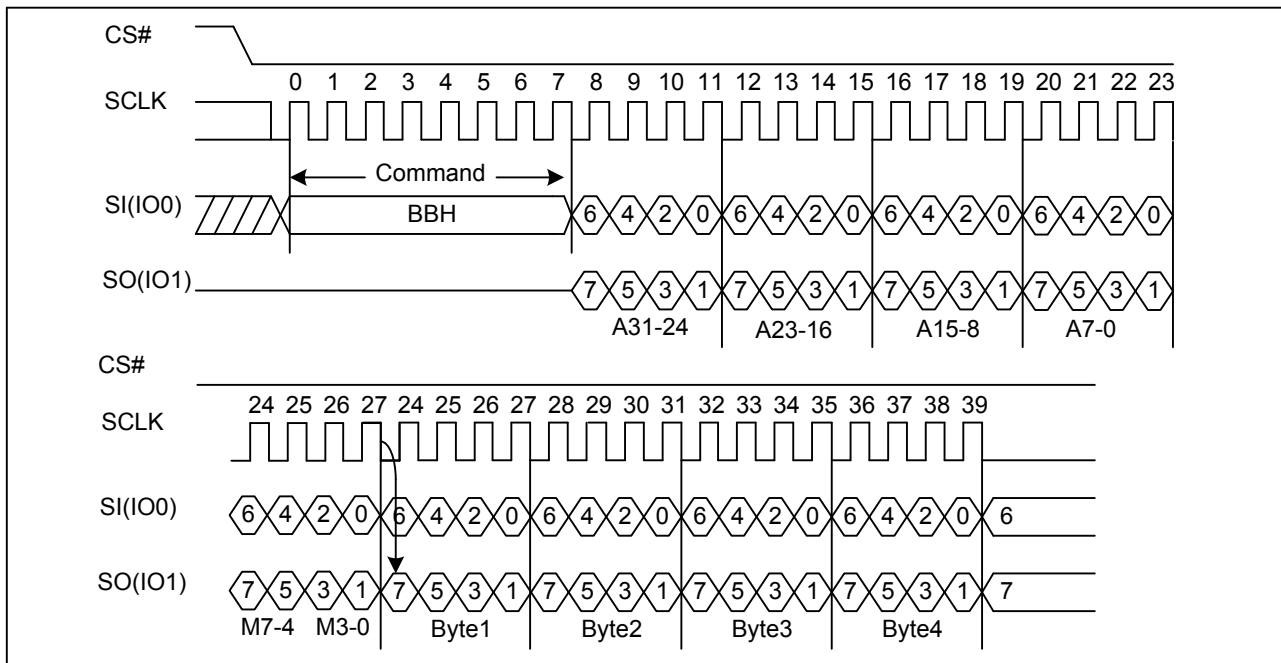 CS#
0 1 2 3 4 5 6 7 8 9 10 11 12 13 14 15 16 17 18 19 20 21 22 23
SCLK
Command
SI(IO0) BBH 6 4 2 0 6 4 2 0 6 4 2 0 6 4 2 0
SO(IO1) 7 5 3 1 7 5 3 1 7 5 3 1 7 5 3 1
A31-24 A23-16 A15-8 A7-0
CS#
24 25 26 27 24 25 26 27 28 29 30 31 32 33 34 35 36 37 38 39
SCLK
SI(IO0) 6 4 2 0 6 4 2 0 6 4 2 0 6 4 2 0 6 4 2 0 6
SO(IO1) 7 5 3 1 7 5 3 1 7 5 3 1 7 5 3 1 7 5 3 1 7
M7-4 M3-0 Byte1 Byte2 Byte3 Byte4